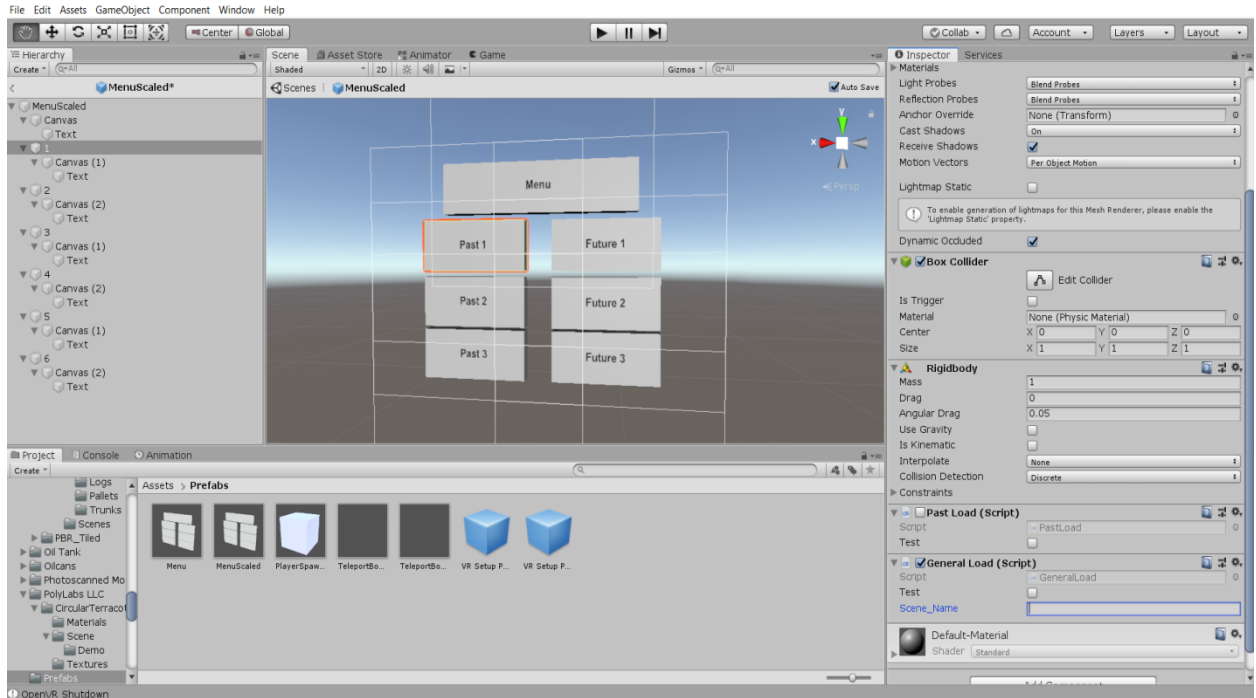 File Edit Assets GameObject Component Window Help
Center Global Collab Account Layers Layout
Hierarchy
Create All
MenuScaled*
MenuScaled
Canvas
Text
1
Canvas (1)
Text
2
Canvas (2)
Text
3
Canvas (1)
Text
4
Canvas (2)
Text
5
Canvas (1)
Text
6
Canvas (2)
Text
Scene Asset Store Animator Game
Shaded 2D Gizmos All
Scenes MenuScaled Auto Save
y
x
Persp
Menu
Past 1 Future 1
Past 2 Future 2
Past 3 Future 3
Project Console Animation
Create
Logs
Pallets
Trunks
Scenes
PBR_Tiled
Oil Tank
Oilcans
Photoscanned Mo
PolyLabs LLC
CircularTerracot
Materials
Scene
Demo
Textures
Prefabs
Assets > Prefabs
Menu MenuScaled PlayerSpaw... TeleportBo... TeleportBo... VR Setup P... VR Setup P...
OpenVR Shutdown
Inspector Services
Materials
Light Probes Blend Probes
Reflection Probes Blend Probes
Anchor Override None (Transform)
Cast Shadows On
Receive Shadows
Motion Vectors Per Object Motion
Lightmap Static
To enable generation of lightmaps for this Mesh Renderer, please enable the
'Lightmap Static' property.
Dynamic Occluded
Box Collider
Edit Collider
Is Trigger
Material None (Physic Material)
Center X 0 Y 0 Z 0
Size X 1 Y 1 Z 1
Rigidbody
Mass 1
Drag 0
Angular Drag 0.05
Use Gravity
Is Kinematic
Interpolate None
Collision Detection Discrete
Constraints
Past Load (Script)
Script PastLoad
Test
General Load (Script)
Script GeneralLoad
Test
Scene_Name
Default-Material
Shader Standard
Add Component